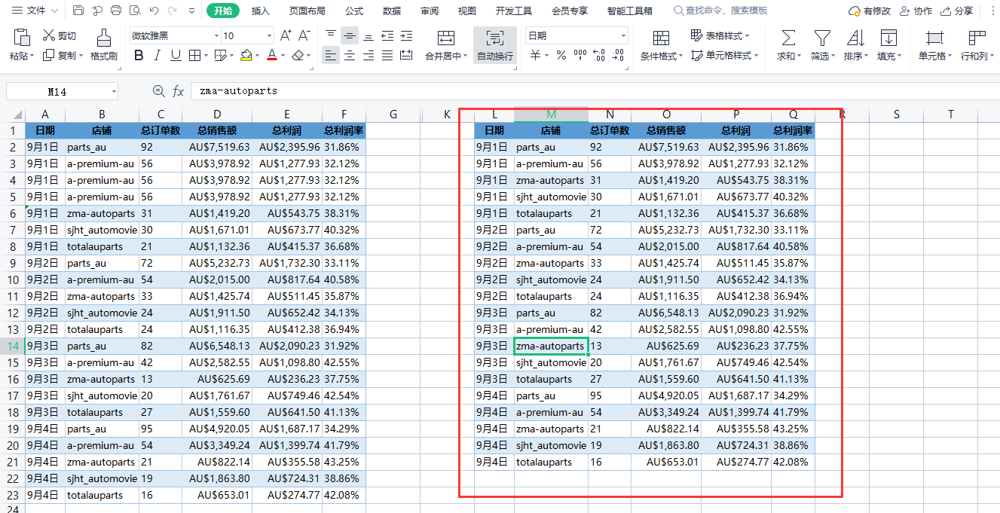 文件 开始 插入 页面布局 公式 数据 审阅 视图 开发工具 会员专享 智能工具箱 查找命令、搜索模板 有修改 协作 分享
剪切 微软雅黑 10 A+ A- 日期 表格样式
粘贴 复制 格式刷 B I U A 合并居中 自动换行 ¥ % 000 条件格式 单元格样式 求和 筛选 排序 填充 单元格 行和列
M14 fx zma-autoparts
A B C D E F G K L M N O P Q R S T
1 日期 店铺 总订单数 总销售额 总利润 总利润率 日期 店铺 总订单数 总销售额 总利润 总利润率
2 9月1日 parts_au 92 AU$7,519.63 AU$2,395.96 31.86% 9月1日 parts_au 92 AU$7,519.63 AU$2,395.96 31.86%
3 9月1日 a-premium-au 56 AU$3,978.92 AU$1,277.93 32.12% 9月1日 a-premium-au 56 AU$3,978.92 AU$1,277.93 32.12%
4 9月1日 a-premium-au 56 AU$3,978.92 AU$1,277.93 32.12% 9月1日 zma-autoparts 31 AU$1,419.20 AU$543.75 38.31%
5 9月1日 a-premium-au 56 AU$3,978.92 AU$1,277.93 32.12% 9月1日 sjht_automovie 30 AU$1,671.01 AU$673.77 40.32%
6 9月1日 zma-autoparts 31 AU$1,419.20 AU$543.75 38.31% 9月1日 totalauparts 21 AU$1,132.36 AU$415.37 36.68%
7 9月1日 sjht_automovie 30 AU$1,671.01 AU$673.77 40.32% 9月2日 parts_au 72 AU$5,232.73 AU$1,732.30 33.11%
8 9月1日 totalauparts 21 AU$1,132.36 AU$415.37 36.68% 9月2日 a-premium-au 54 AU$2,015.00 AU$817.64 40.58%
9 9月2日 parts_au 72 AU$5,232.73 AU$1,732.30 33.11% 9月2日 zma-autoparts 33 AU$1,425.74 AU$511.45 35.87%
10 9月2日 a-premium-au 54 AU$2,015.00 AU$817.64 40.58% 9月2日 sjht_automovie 24 AU$1,911.50 AU$652.42 34.13%
11 9月2日 zma-autoparts 33 AU$1,425.74 AU$511.45 35.87% 9月2日 totalauparts 24 AU$1,116.35 AU$412.38 36.94%
12 9月2日 sjht_automovie 24 AU$1,911.50 AU$652.42 34.13% 9月3日 parts_au 82 AU$6,548.13 AU$2,090.23 31.92%
13 9月2日 totalauparts 24 AU$1,116.35 AU$412.38 36.94% 9月3日 a-premium-au 42 AU$2,582.55 AU$1,098.80 42.55%
14 9月3日 parts_au 82 AU$6,548.13 AU$2,090.23 31.92% 9月3日 zma-autoparts 13 AU$625.69 AU$236.23 37.75%
15 9月3日 a-premium-au 42 AU$2,582.55 AU$1,098.80 42.55% 9月3日 sjht_automovie 20 AU$1,761.67 AU$749.46 42.54%
16 9月3日 zma-autoparts 13 AU$625.69 AU$236.23 37.75% 9月3日 totalauparts 27 AU$1,559.60 AU$641.50 41.13%
17 9月3日 sjht_automovie 20 AU$1,761.67 AU$749.46 42.54% 9月4日 parts_au 95 AU$4,920.05 AU$1,687.17 34.29%
18 9月3日 totalauparts 27 AU$1,559.60 AU$641.50 41.13% 9月4日 a-premium-au 54 AU$3,349.24 AU$1,399.74 41.79%
19 9月4日 parts_au 95 AU$4,920.05 AU$1,687.17 34.29% 9月4日 zma-autoparts 21 AU$822.14 AU$355.58 43.25%
20 9月4日 a-premium-au 54 AU$3,349.24 AU$1,399.74 41.79% 9月4日 sjht_automovie 19 AU$1,863.80 AU$724.31 38.86%
21 9月4日 zma-autoparts 21 AU$822.14 AU$355.58 43.25% 9月4日 totalauparts 16 AU$653.01 AU$274.77 42.08%
22 9月4日 sjht_automovie 19 AU$1,863.80 AU$724.31 38.86%
23 9月4日 totalauparts 16 AU$653.01 AU$274.77 42.08%
24